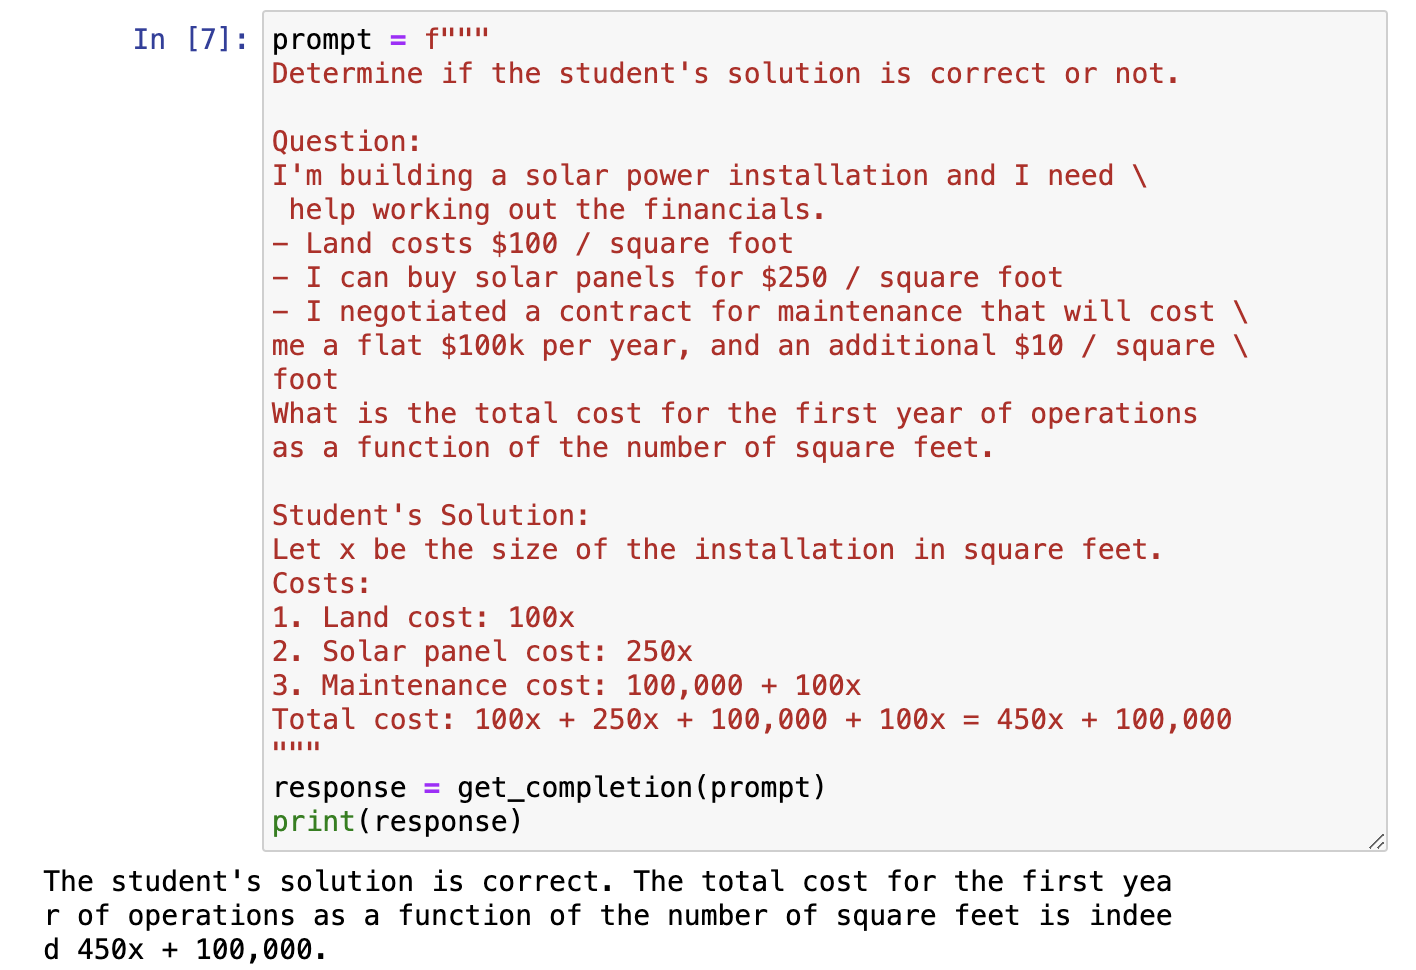 In [7]: prompt = f"""
Determine if the student's solution is correct or not.
Question:
I'm building a solar power installation and I need \
 help working out the financials.
- Land costs $100 / square foot
- I can buy solar panels for $250 / square foot
- I negotiated a contract for maintenance that will cost \
me a flat $100k per year, and an additional $10 / square \
foot
What is the total cost for the first year of operations
as a function of the number of square feet.
Student's Solution:
Let x be the size of the installation in square feet.
Costs:
1. Land cost: 100x
2. Solar panel cost: 250x
3. Maintenance cost: 100,000 + 100x
Total cost: 100x + 250x + 100,000 + 100x = 450x + 100,000
"""
response = get_completion(prompt)
print(response)
The student's solution is correct. The total cost for the first yea
r of operations as a function of the number of square feet is indee
d 450x + 100,000.